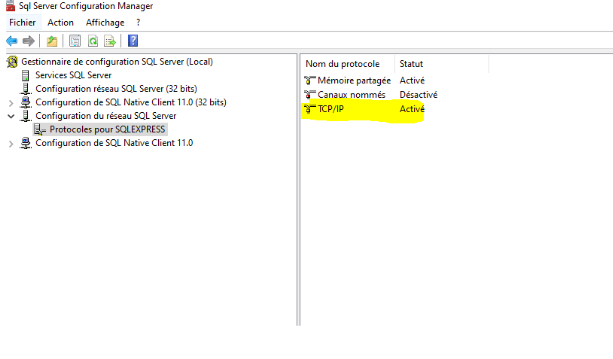 Sql Server Configuration Manager
Fichier Action Affichage ?
Gestionnaire de configuration SQL Server (Local)
Services SQL Server
Configuration réseau SQL Server (32 bits)
Configuration de SQL Native Client 11.0 (32 bits)
Configuration du réseau SQL Server
Protocoles pour SQLEXPRESS
Configuration de SQL Native Client 11.0
Nom du protocole Statut
Mémoire partagée Activé
Canaux nommés Désactivé
TCP/IP Activé